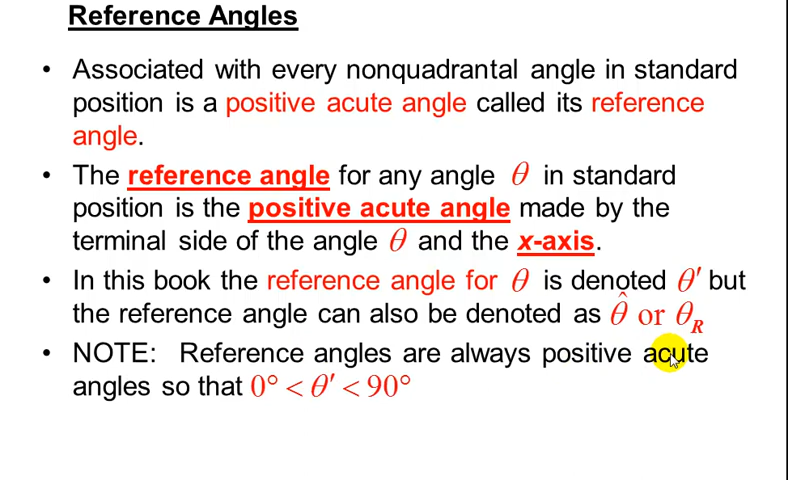 Reference Angles
• Associated with every nonquadrantal angle in standard
position is a positive acute angle called its reference
angle.
• The reference angle for any angle θ in standard
position is the positive acute angle made by the
terminal side of the angle θ and the x-axis.
• In this book the reference angle for θ is denoted θ′ but
the reference angle can also be denoted as θ̂ or θ_R
• NOTE: Reference angles are always positive acute
angles so that 0° < θ′ < 90°